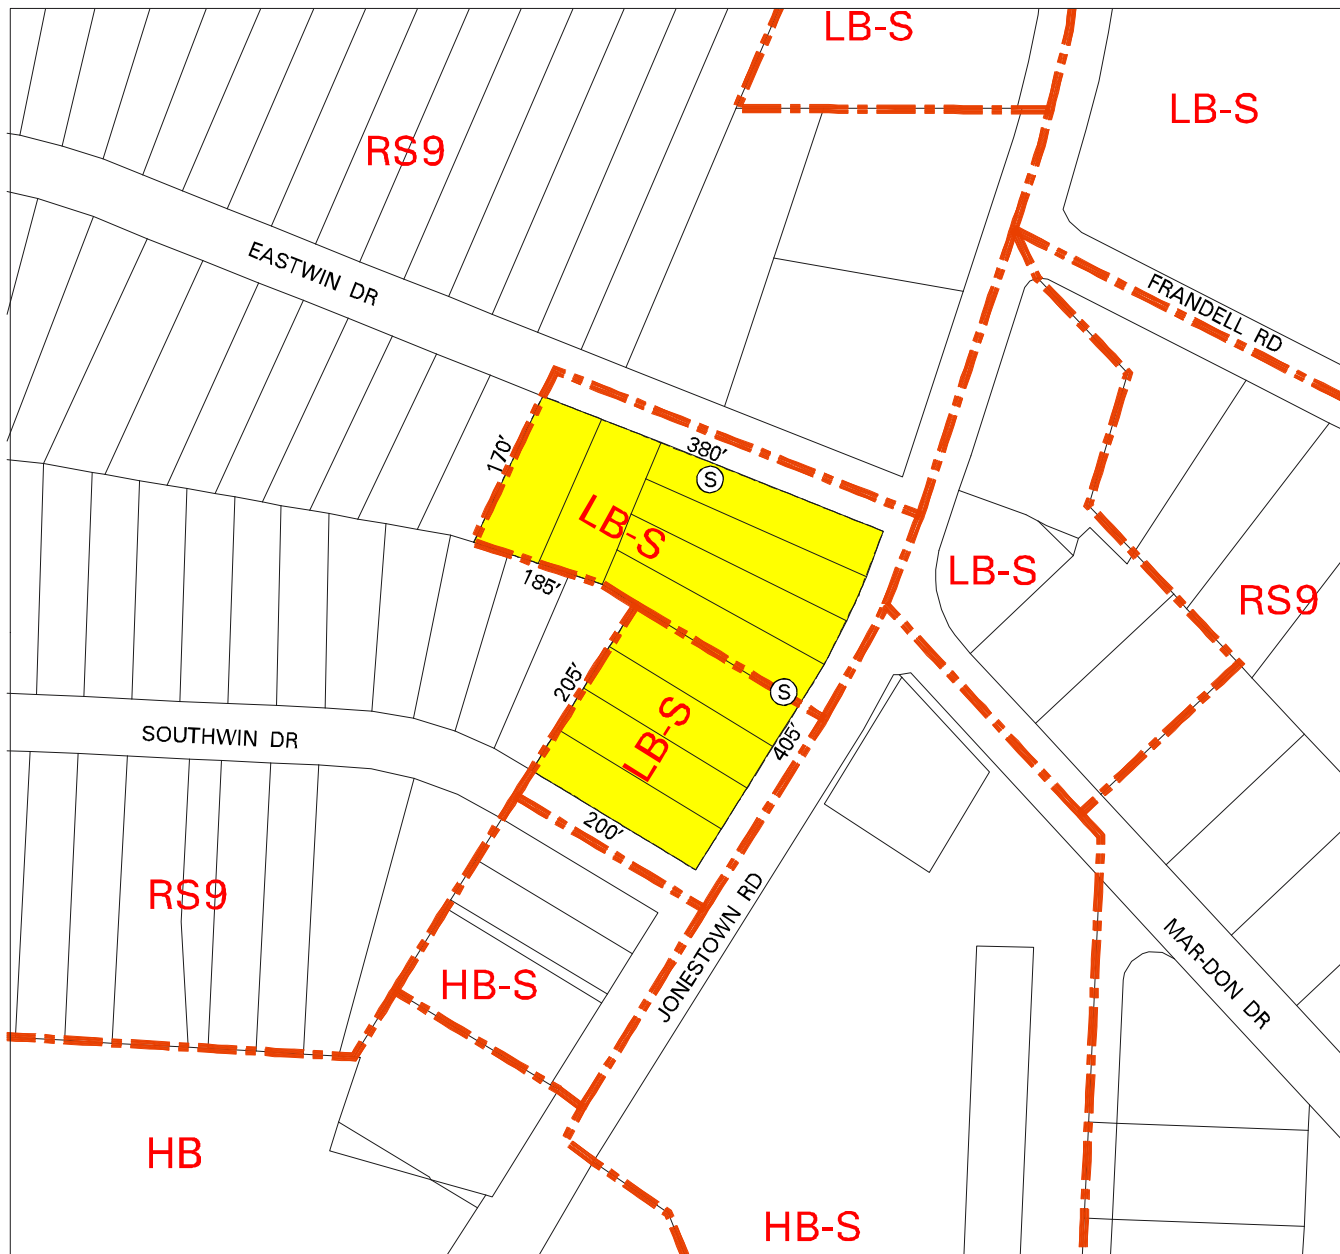 LB-S
LB-S
RS9
EASTWIN DR
FRANDELL RD
380'
170'
S
LB-S
185'
LB-S
RS9
205'
S
LB-S
405'
SOUTHWIN DR
200'
RS9
JONESTOWN RD
MAR-DON DR
HB-S
HB
HB-S